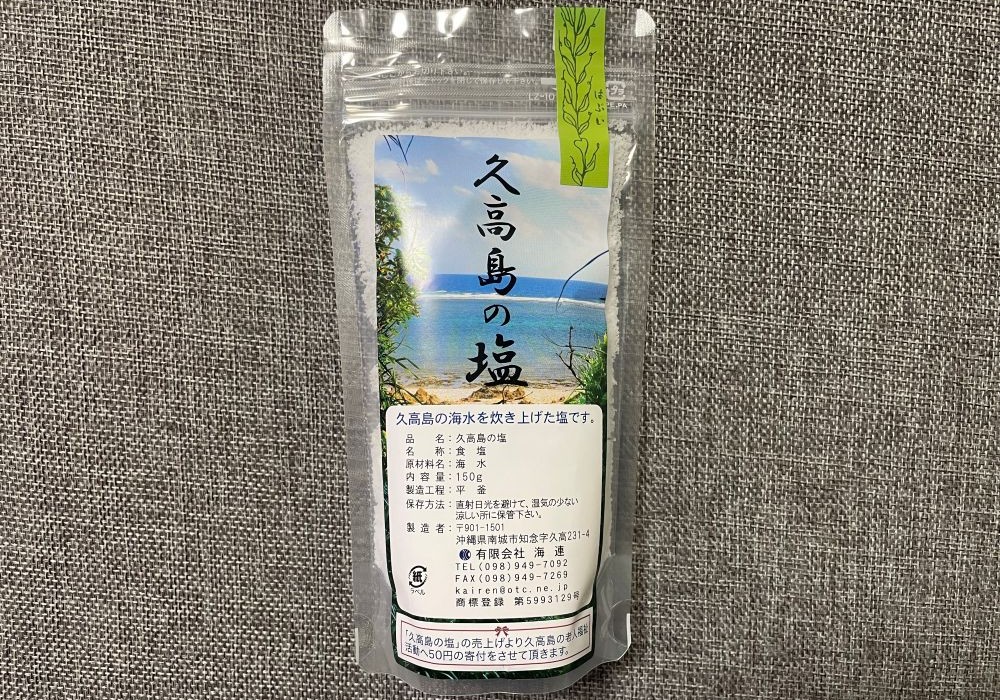 はぶい
久高島の塩
久高島の海水を炊き上げた塩です。
品 名：久高島の塩
名 称：食 塩
原材料名：海 水
内容量：150g
製造工程：平 釜
保存方法：直射日光を避けて、温気の少ない
涼しい所に保管下さい。
製造者：〒901-1501
沖縄県南城市知念字久高231-4
有限会社 海 連
TEL(098)949-7092
FAX(098)949-7269
kairen@otc.ne.jp
商標登録 第5993129号
紙
ラベル
「久高島の塩」の売上げより久高島の老人福祉
活動へ50円の寄付をさせて頂きます。